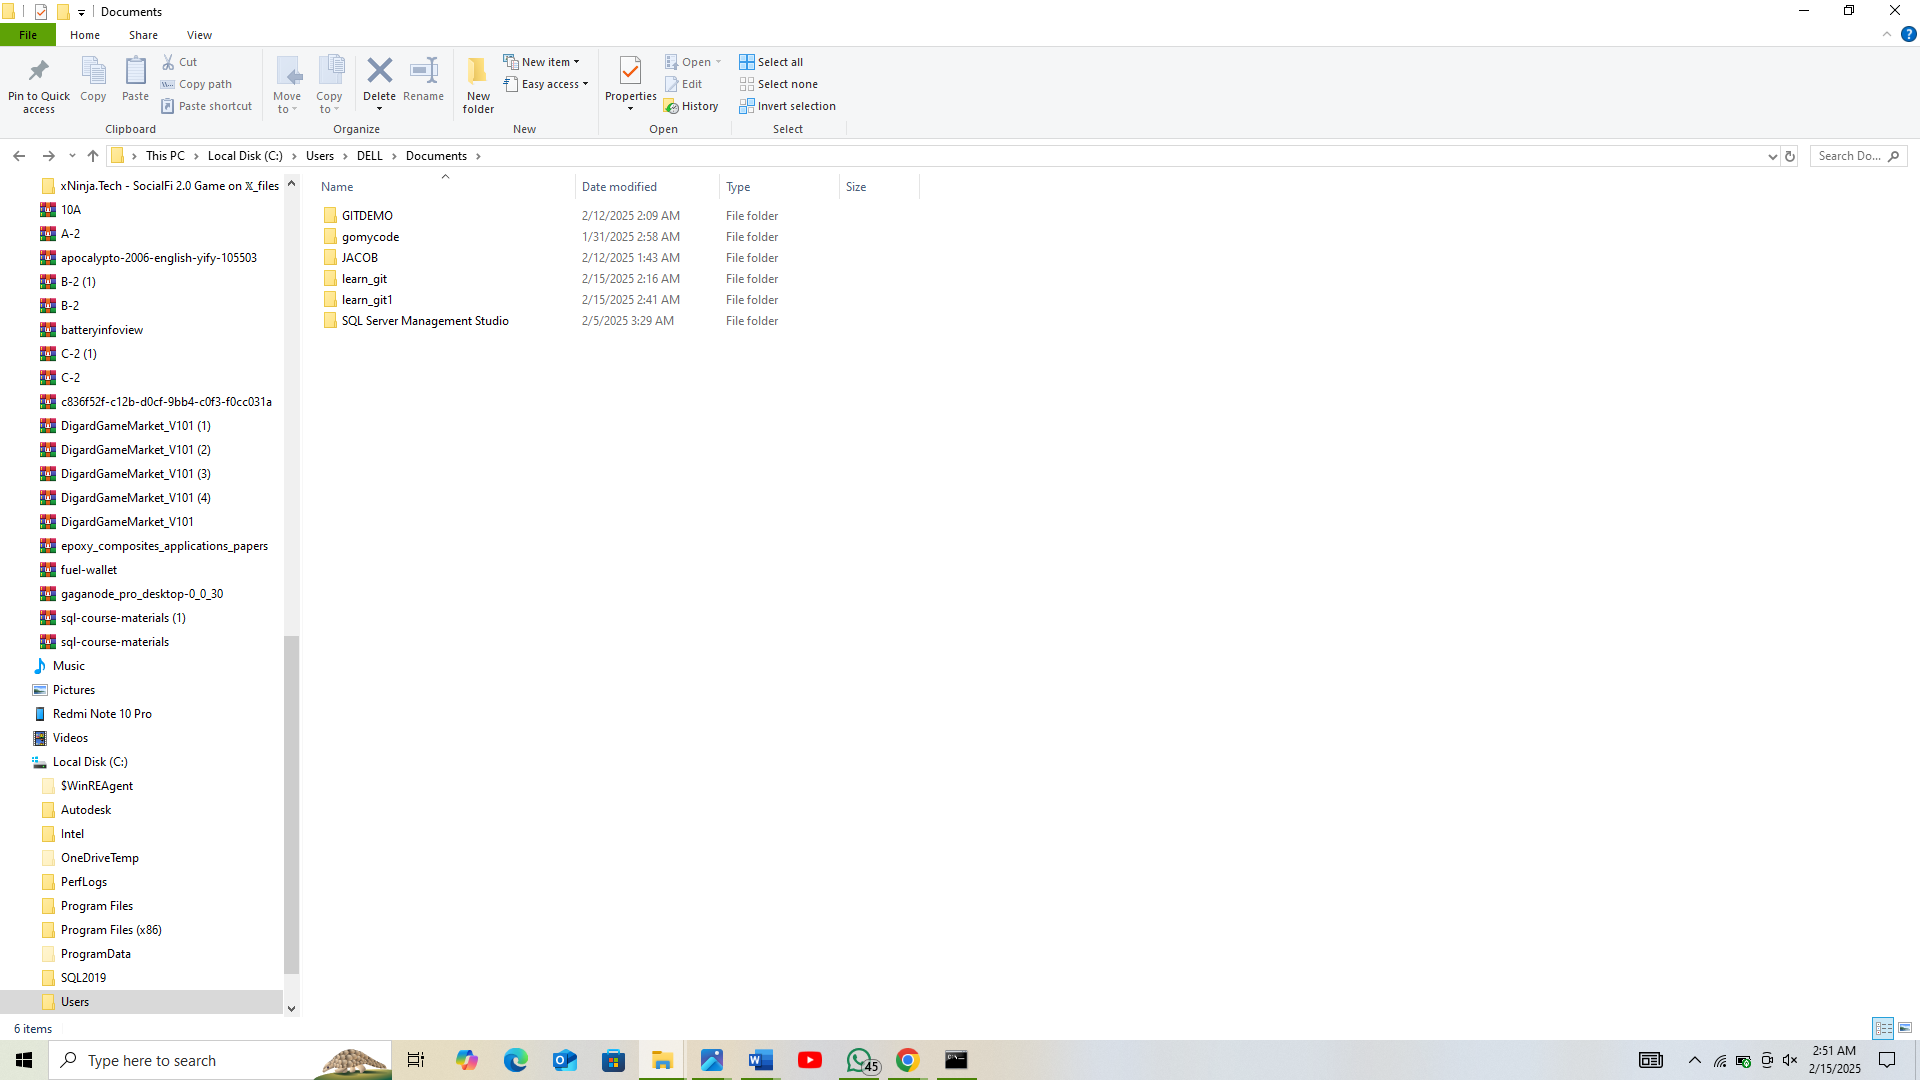 Documents
File
Home
Share
View
Pin to Quick access
Copy
Paste
Cut
Copy path
Paste shortcut
Clipboard
Move to
Copy to
Delete
Rename
Organize
New folder
New item
Easy access
New
Properties
Open
Edit
History
Open
Select all
Select none
Invert selection
Select
This PC
Local Disk (C:)
Users
DELL
Documents
Search Do...
xNinja.Tech - SocialFi 2.0 Game on 𝕏_files
10A
A-2
apocalypto-2006-english-yify-105503
B-2 (1)
B-2
batteryinfoview
C-2 (1)
C-2
c836f52f-c12b-d0cf-9bb4-c0f3-f0cc031a
DigardGameMarket_V101 (1)
DigardGameMarket_V101 (2)
DigardGameMarket_V101 (3)
DigardGameMarket_V101 (4)
DigardGameMarket_V101
epoxy_composites_applications_papers
fuel-wallet
gaganode_pro_desktop-0_0_30
sql-course-materials (1)
sql-course-materials
Music
Pictures
Redmi Note 10 Pro
Videos
Local Disk (C:)
$WinREAgent
Autodesk
Intel
OneDriveTemp
PerfLogs
Program Files
Program Files (x86)
ProgramData
SQL2019
Users
Name Date modified Type Size
GITDEMO 2/12/2025 2:09 AM File folder
gomycode 1/31/2025 2:58 AM File folder
JACOB 2/12/2025 1:43 AM File folder
learn_git 2/15/2025 2:16 AM File folder
learn_git1 2/15/2025 2:41 AM File folder
SQL Server Management Studio 2/5/2025 3:29 AM File folder
6 items
Type here to search
45
2:51 AM
2/15/2025